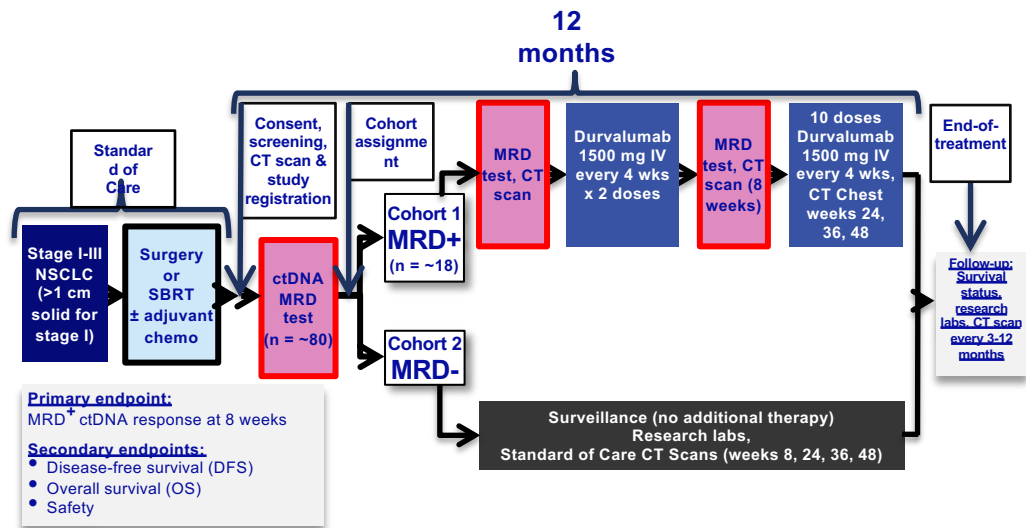 12
months
Standar
d of
Care
Consent,
screening,
CT scan &
study
registration
Cohort
assignme
nt
MRD
test, CT
scan
Durvalumab
1500 mg IV
every 4 wks
x 2 doses
MRD
test, CT
scan (8
weeks)
10 doses
Durvalumab
1500 mg IV
every 4 wks,
CT Chest
weeks 24,
36, 48
End-of-
treatment
Stage I-III
NSCLC
(>1 cm
solid for
stage I)
Surgery
or
SBRT
± adjuvant
chemo
ctDNA
MRD
test
(n = ~80)
Cohort 1
MRD+
(n = ~18)
Cohort 2
MRD-
Follow-up:
Survival
status,
research
labs, CT scan
every 3-12
months
Surveillance (no additional therapy)
Research labs,
Standard of Care CT Scans (weeks 8, 24, 36, 48)
Primary endpoint:
MRD+ ctDNA response at 8 weeks
Secondary endpoints:
• Disease-free survival (DFS)
• Overall survival (OS)
• Safety